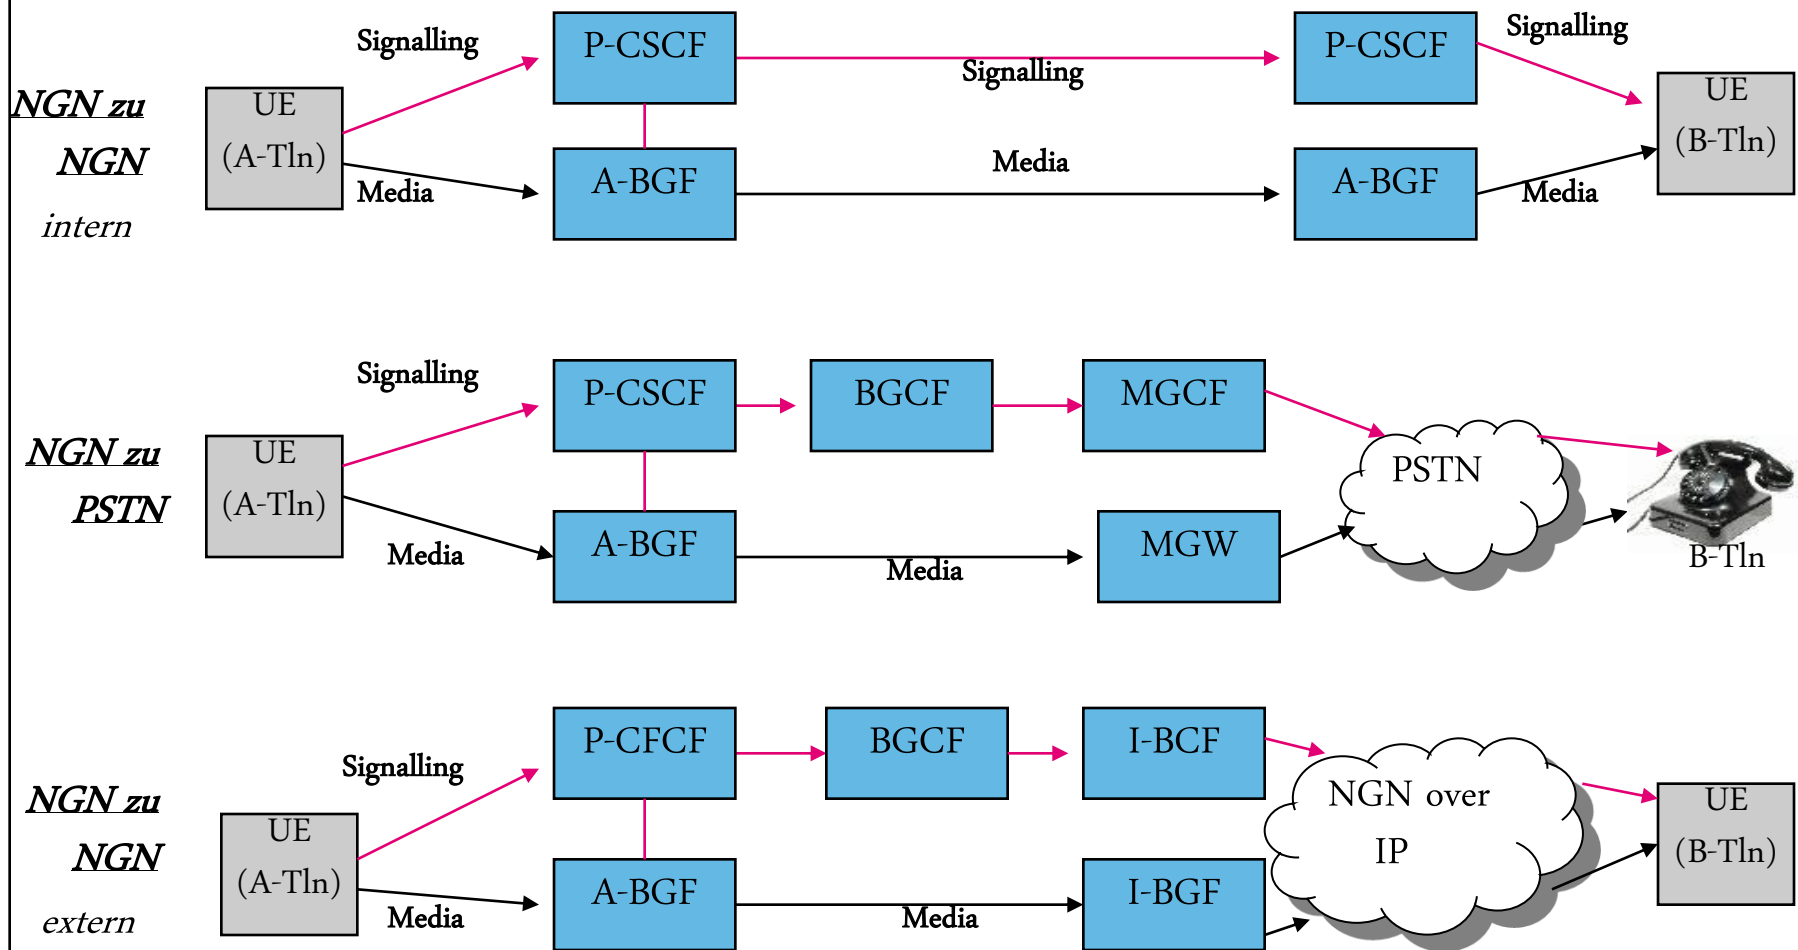 Signalling
P-CSCF
Signalling
P-CSCF
Signalling
NGN zu
NGN
intern
UE
(A-Tln)
Media
A-BGF
Media
A-BGF
Media
UE
(B-Tln)
Signalling
P-CSCF
BGCF
MGCF
NGN zu
PSTN
UE
(A-Tln)
Media
A-BGF
Media
MGW
PSTN
B-Tln
Signalling
P-CFCF
BGCF
I-BCF
NGN zu
NGN
extern
UE
(A-Tln)
Media
A-BGF
Media
I-BGF
NGN over
IP
UE
(B-Tln)